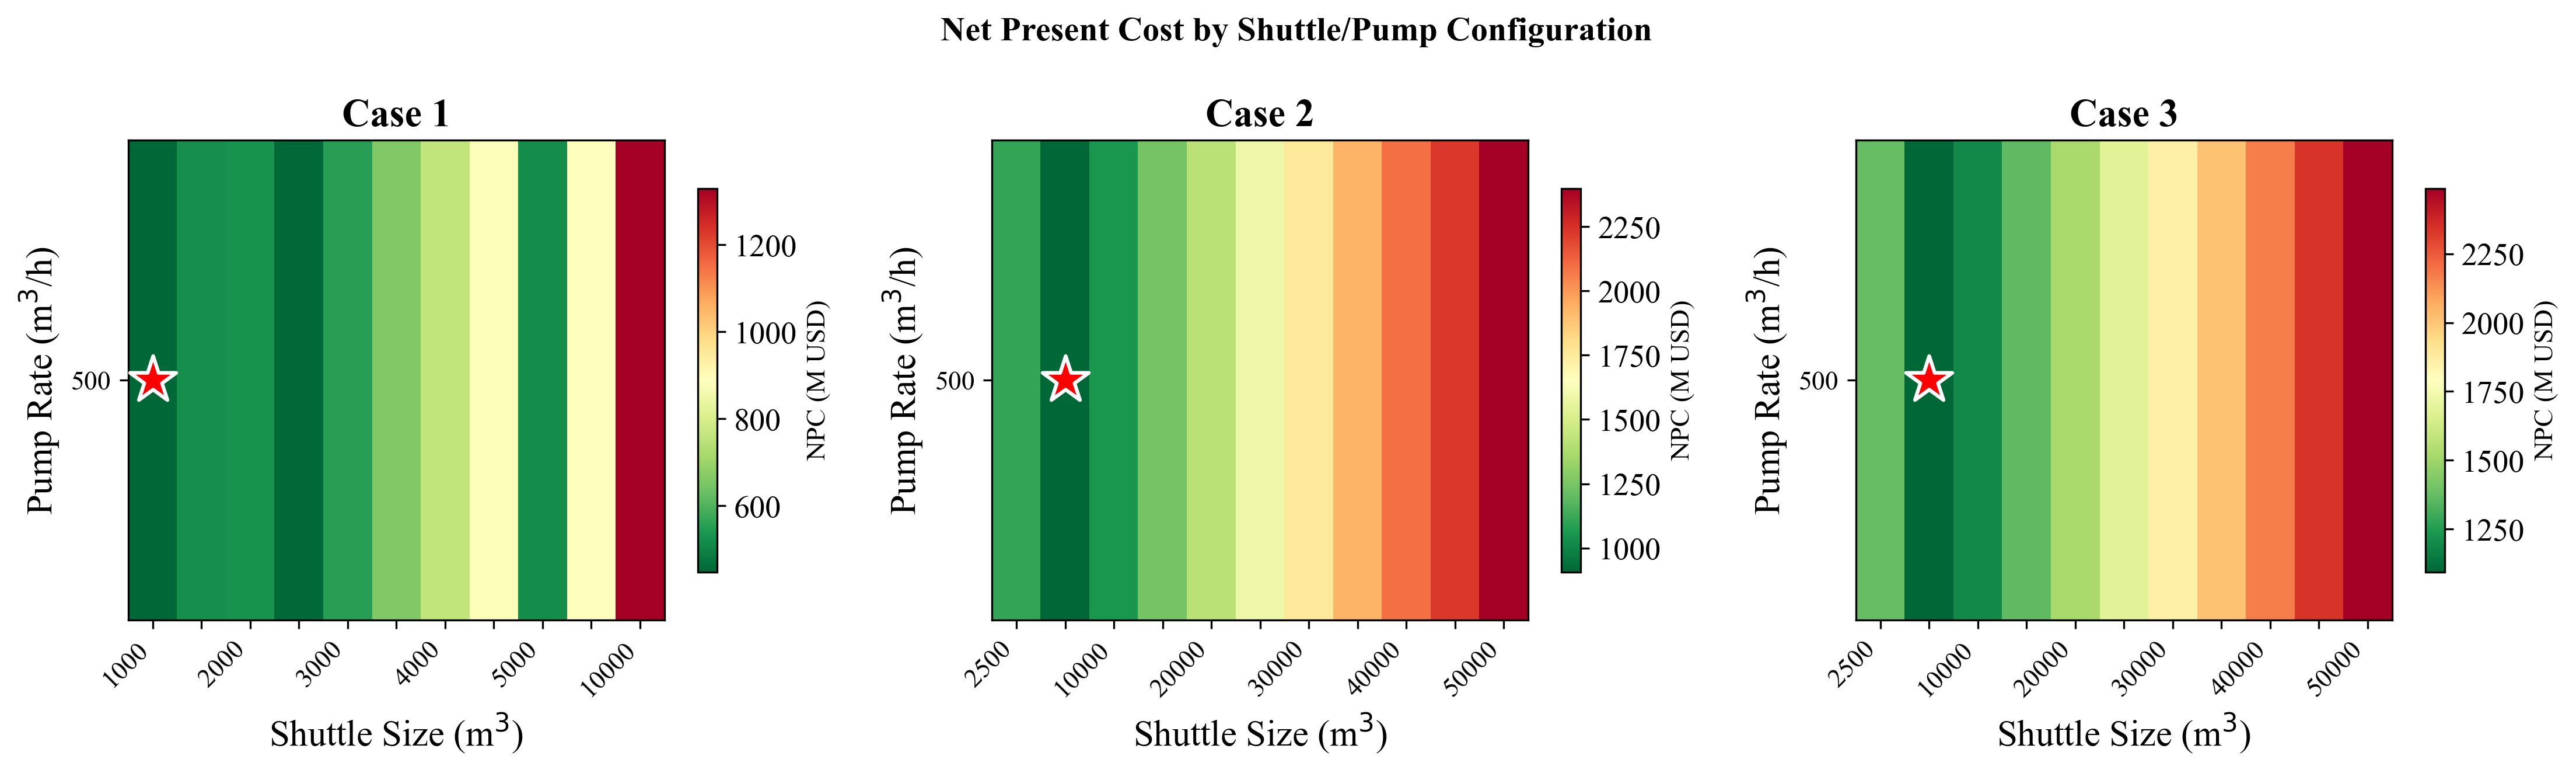 Net Present Cost by Shuttle/Pump Configuration
Case 1
Pump Rate (m³/h)
500
1000
2000
3000
4000
5000
10000
Shuttle Size (m³)
1200
1000
800
600
NPC (M USD)
Case 2
Pump Rate (m³/h)
500
2500
10000
20000
30000
40000
50000
Shuttle Size (m³)
2250
2000
1750
1500
1250
1000
NPC (M USD)
Case 3
Pump Rate (m³/h)
500
2500
10000
20000
30000
40000
50000
Shuttle Size (m³)
2250
2000
1750
1500
1250
NPC (M USD)